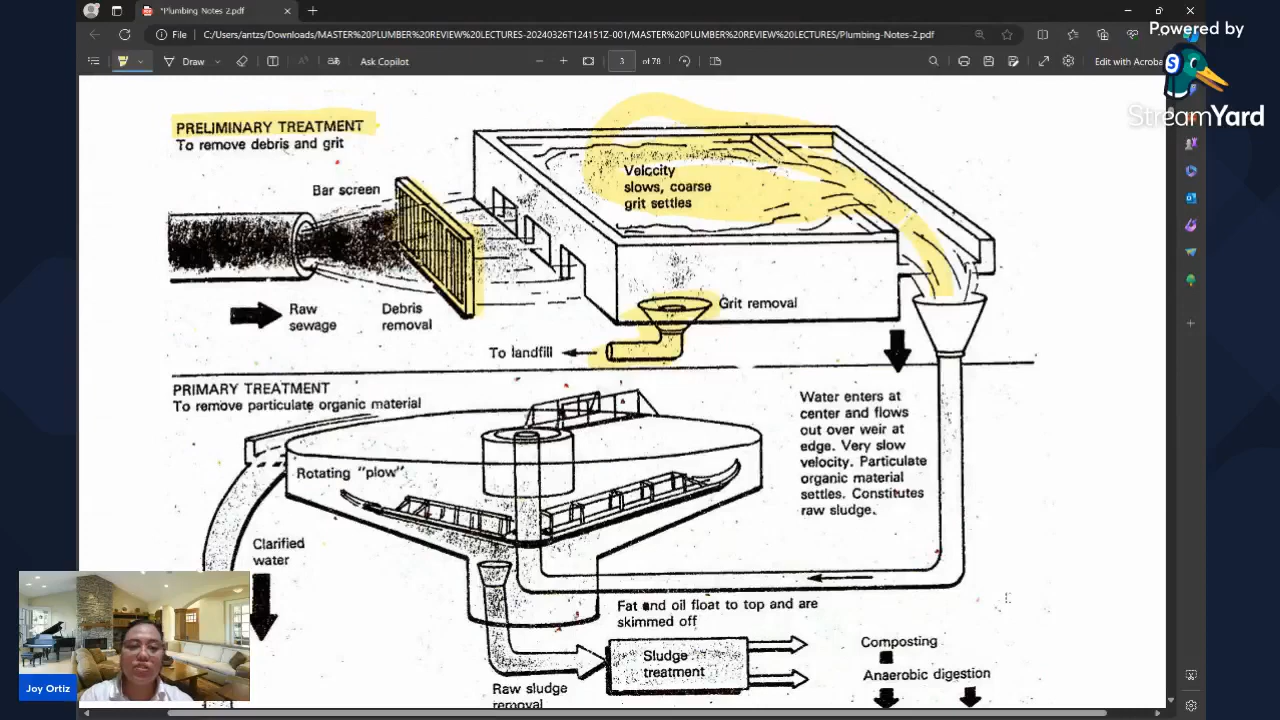 *Plumbing Notes 2.pdf
Powered by
StreamYard
File
C:/Users/antzs/Downloads/MASTER%20PLUMBER%20REVIEW%20LECTURES-20240326T124151Z-001/MASTER%20PLUMBER%20REVIEW%20LECTURES/Plumbing-Notes-2.pdf
Draw
Ask Copilot
3
of 78
Edit with Acroba
PRELIMINARY TREATMENT
To remove debris and grit
Bar screen
Velocity
slows, coarse
grit settles
Raw
sewage
Debris
removal
Grit removal
To landfill
PRIMARY TREATMENT
To remove particulate organic material
Rotating "plow"
Water enters at
center and flows
out over weir at
edge. Very slow
velocity. Particulate
organic material
settles. Constitutes
raw sludge.
Clarified
water
Fat and oil float to top and are
skimmed off
Sludge
treatment
Raw sludge
removal
Composting
Anaerobic digestion
Joy Ortiz